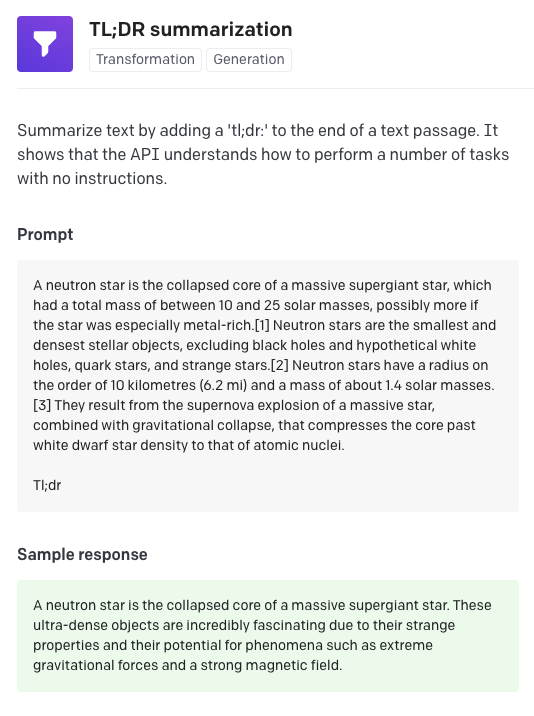 TL;DR summarization
Transformation Generation
Summarize text by adding a 'tl;dr:' to the end of a text passage. It
shows that the API understands how to perform a number of tasks
with no instructions.
Prompt
A neutron star is the collapsed core of a massive supergiant star, which
had a total mass of between 10 and 25 solar masses, possibly more if
the star was especially metal-rich.[1] Neutron stars are the smallest and
densest stellar objects, excluding black holes and hypothetical white
holes, quark stars, and strange stars.[2] Neutron stars have a radius on
the order of 10 kilometres (6.2 mi) and a mass of about 1.4 solar masses.
[3] They result from the supernova explosion of a massive star,
combined with gravitational collapse, that compresses the core past
white dwarf star density to that of atomic nuclei.
Tl;dr
Sample response
A neutron star is the collapsed core of a massive supergiant star. These
ultra-dense objects are incredibly fascinating due to their strange
properties and their potential for phenomena such as extreme
gravitational forces and a strong magnetic field.